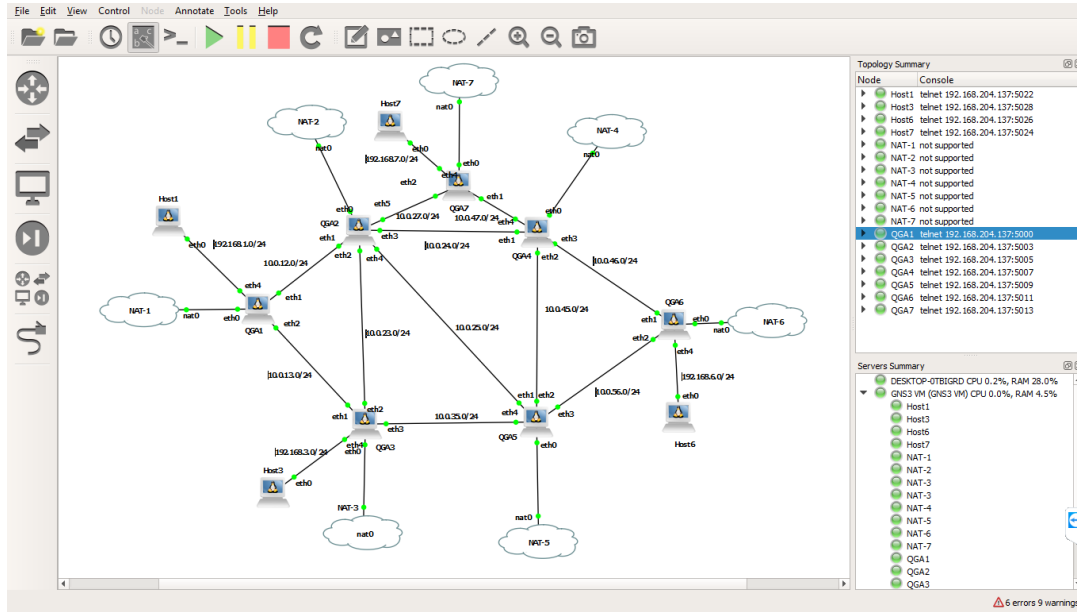 File Edit View Control Node Annotate Tools Help
NAT-7
nat0
Host7
NAT-2
nat0
NAT-4
nat0
eth0
192.168.7.0/24
eth4
eth0
eth2
eth1
QGA7
Host1
eth0
eth5
10.0.27.0/24
10.0.47.0/24
eth4
eth0
QGA2
eth3
eth1
eth3
eth0
192.168.1.0/24
eth1
10.0.24.0/24
QGA4
eth2
eth2
eth4
10.0.12.0/24
10.0.46.0/24
eth4
eth1
NAT-1
nat0
eth0
QGA1
eth2
QGA6
10.0.45.0/24
10.0.23.0/24
10.0.25.0/24
eth1
eth0
nat0
NAT-6
eth2
eth4
10.0.13.0/24
192.168.6.0/24
10.0.56.0/24
eth0
eth1 eth2
eth1
eth2
10.0.35.0/24
eth4
eth3
eth3
QGA3
QGA5
eth4
eth0
eth0
Host6
192.168.3.0/24
Host3
eth0
NAT-3
nat0
nat0
NAT-5
Topology Summary
Node Console
Host1 telnet 192.168.204.137:5022
Host3 telnet 192.168.204.137:5028
Host6 telnet 192.168.204.137:5026
Host7 telnet 192.168.204.137:5024
NAT-1 not supported
NAT-2 not supported
NAT-3 not supported
NAT-4 not supported
NAT-5 not supported
NAT-6 not supported
NAT-7 not supported
QGA1 telnet 192.168.204.137:5000
QGA2 telnet 192.168.204.137:5003
QGA3 telnet 192.168.204.137:5005
QGA4 telnet 192.168.204.137:5007
QGA5 telnet 192.168.204.137:5009
QGA6 telnet 192.168.204.137:5011
QGA7 telnet 192.168.204.137:5013
Servers Summary
DESKTOP-0TBIGRD CPU 0.2%, RAM 28.0%
GNS3 VM (GNS3 VM) CPU 0.0%, RAM 4.5%
Host1
Host3
Host6
Host7
NAT-1
NAT-2
NAT-3
NAT-3
NAT-4
NAT-5
NAT-6
NAT-7
QGA1
QGA2
QGA3
6 errors 9 warnings